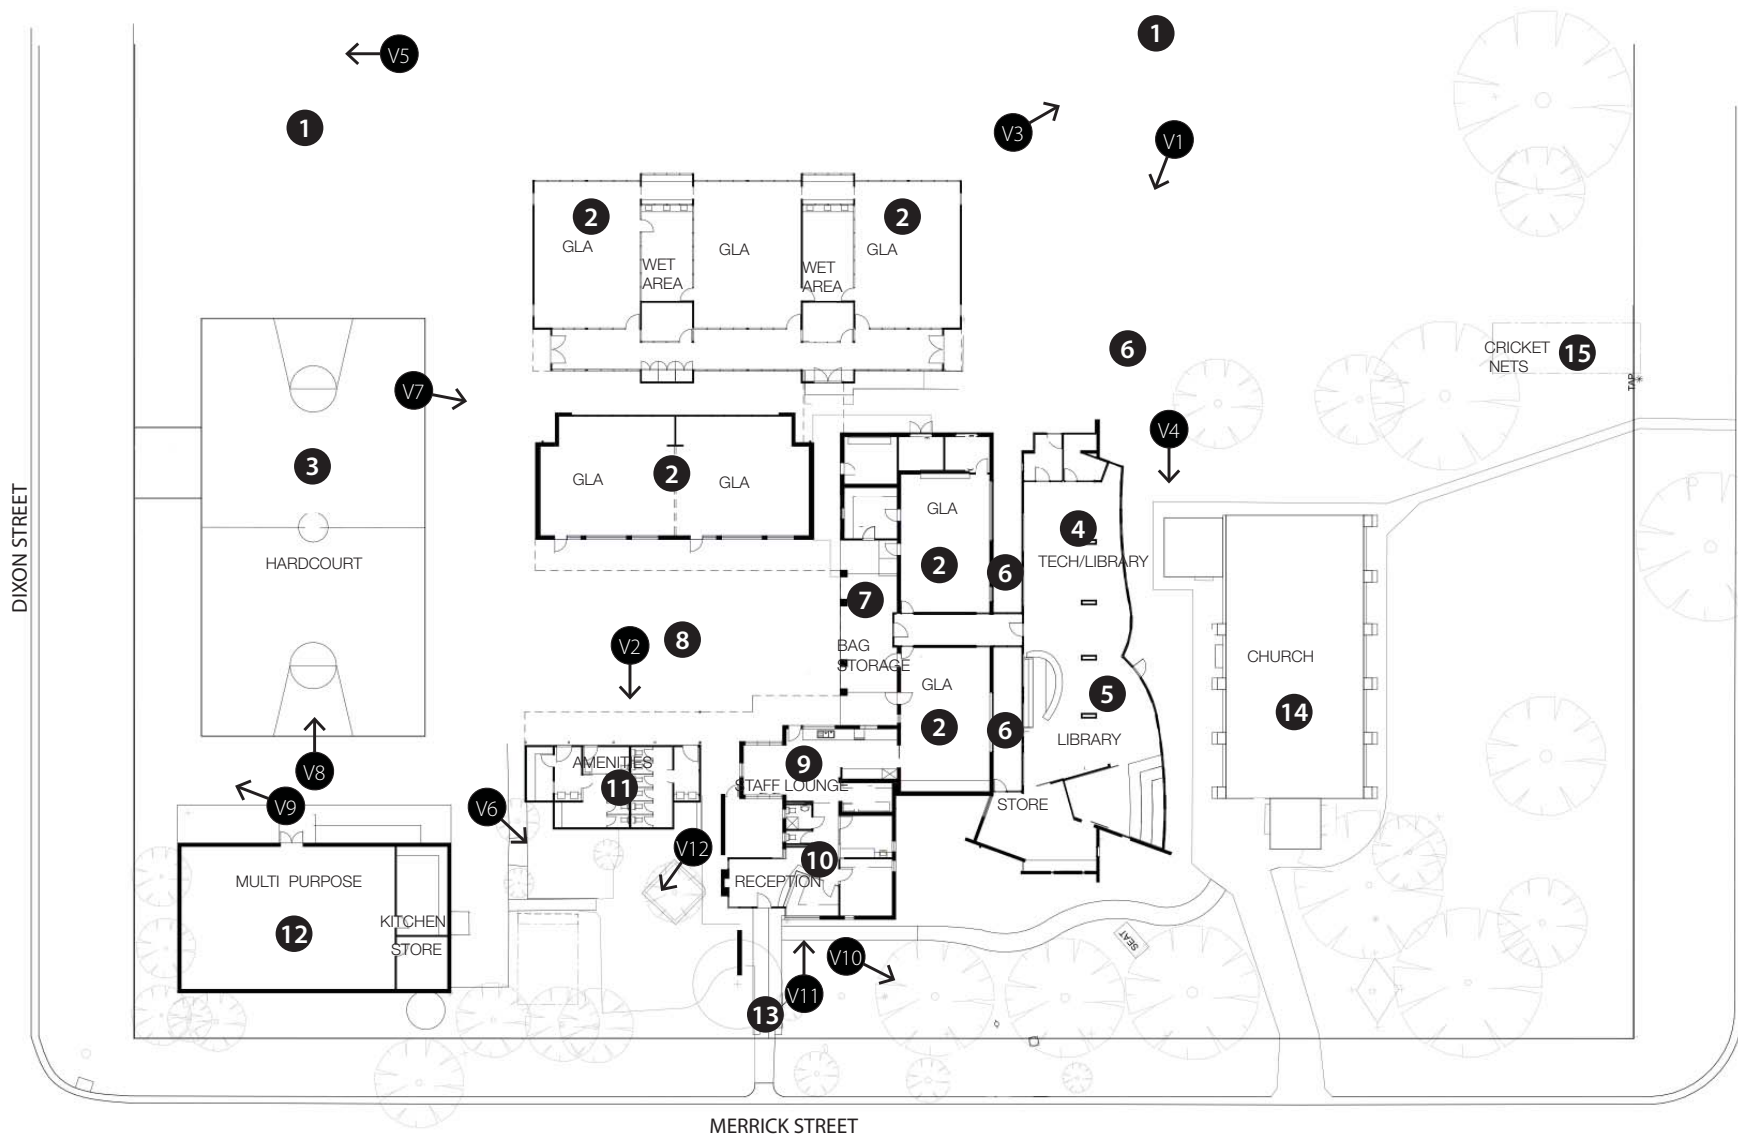 1
V5
1
V3
V1
2
GLA
WET
AREA
GLA
WET
AREA
2
GLA
6
CRICKET
NETS
15
TAP
V7
V4
3
HARDCOURT
GLA
2
GLA
GLA
2
6
4
TECH/LIBRARY
7
BAG
STORAGE
8
V2
GLA
2
6
5
LIBRARY
CHURCH
14
DIXON STREET
V8
V9
V6
AMENITIES
11
9
STAFF LOUNGE
STORE
V12
10
RECEPTION
MULTI PURPOSE
12
KITCHEN
STORE
SEAT
V10
V11
13
MERRICK STREET